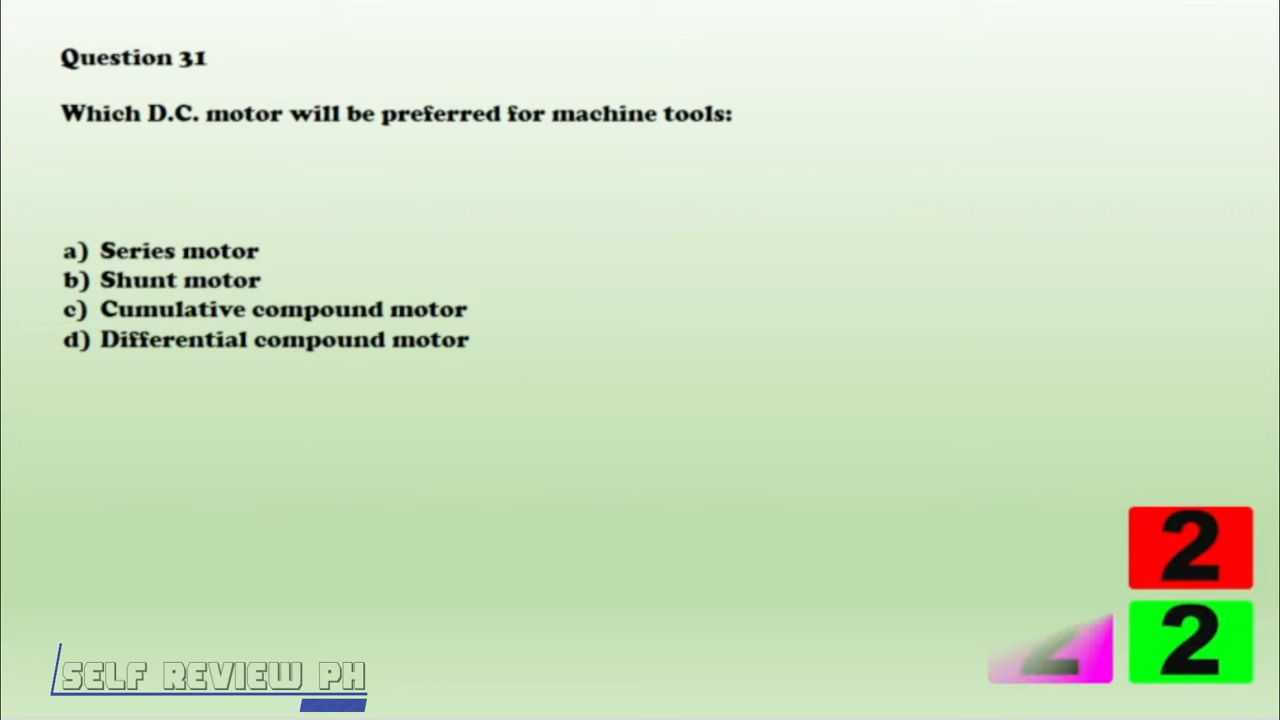 Question 31
Which D.C. motor will be preferred for machine tools:
a) Series motor
b) Shunt motor
c) Cumulative compound motor
d) Differential compound motor
2
2
2
SELF REVIEW PH